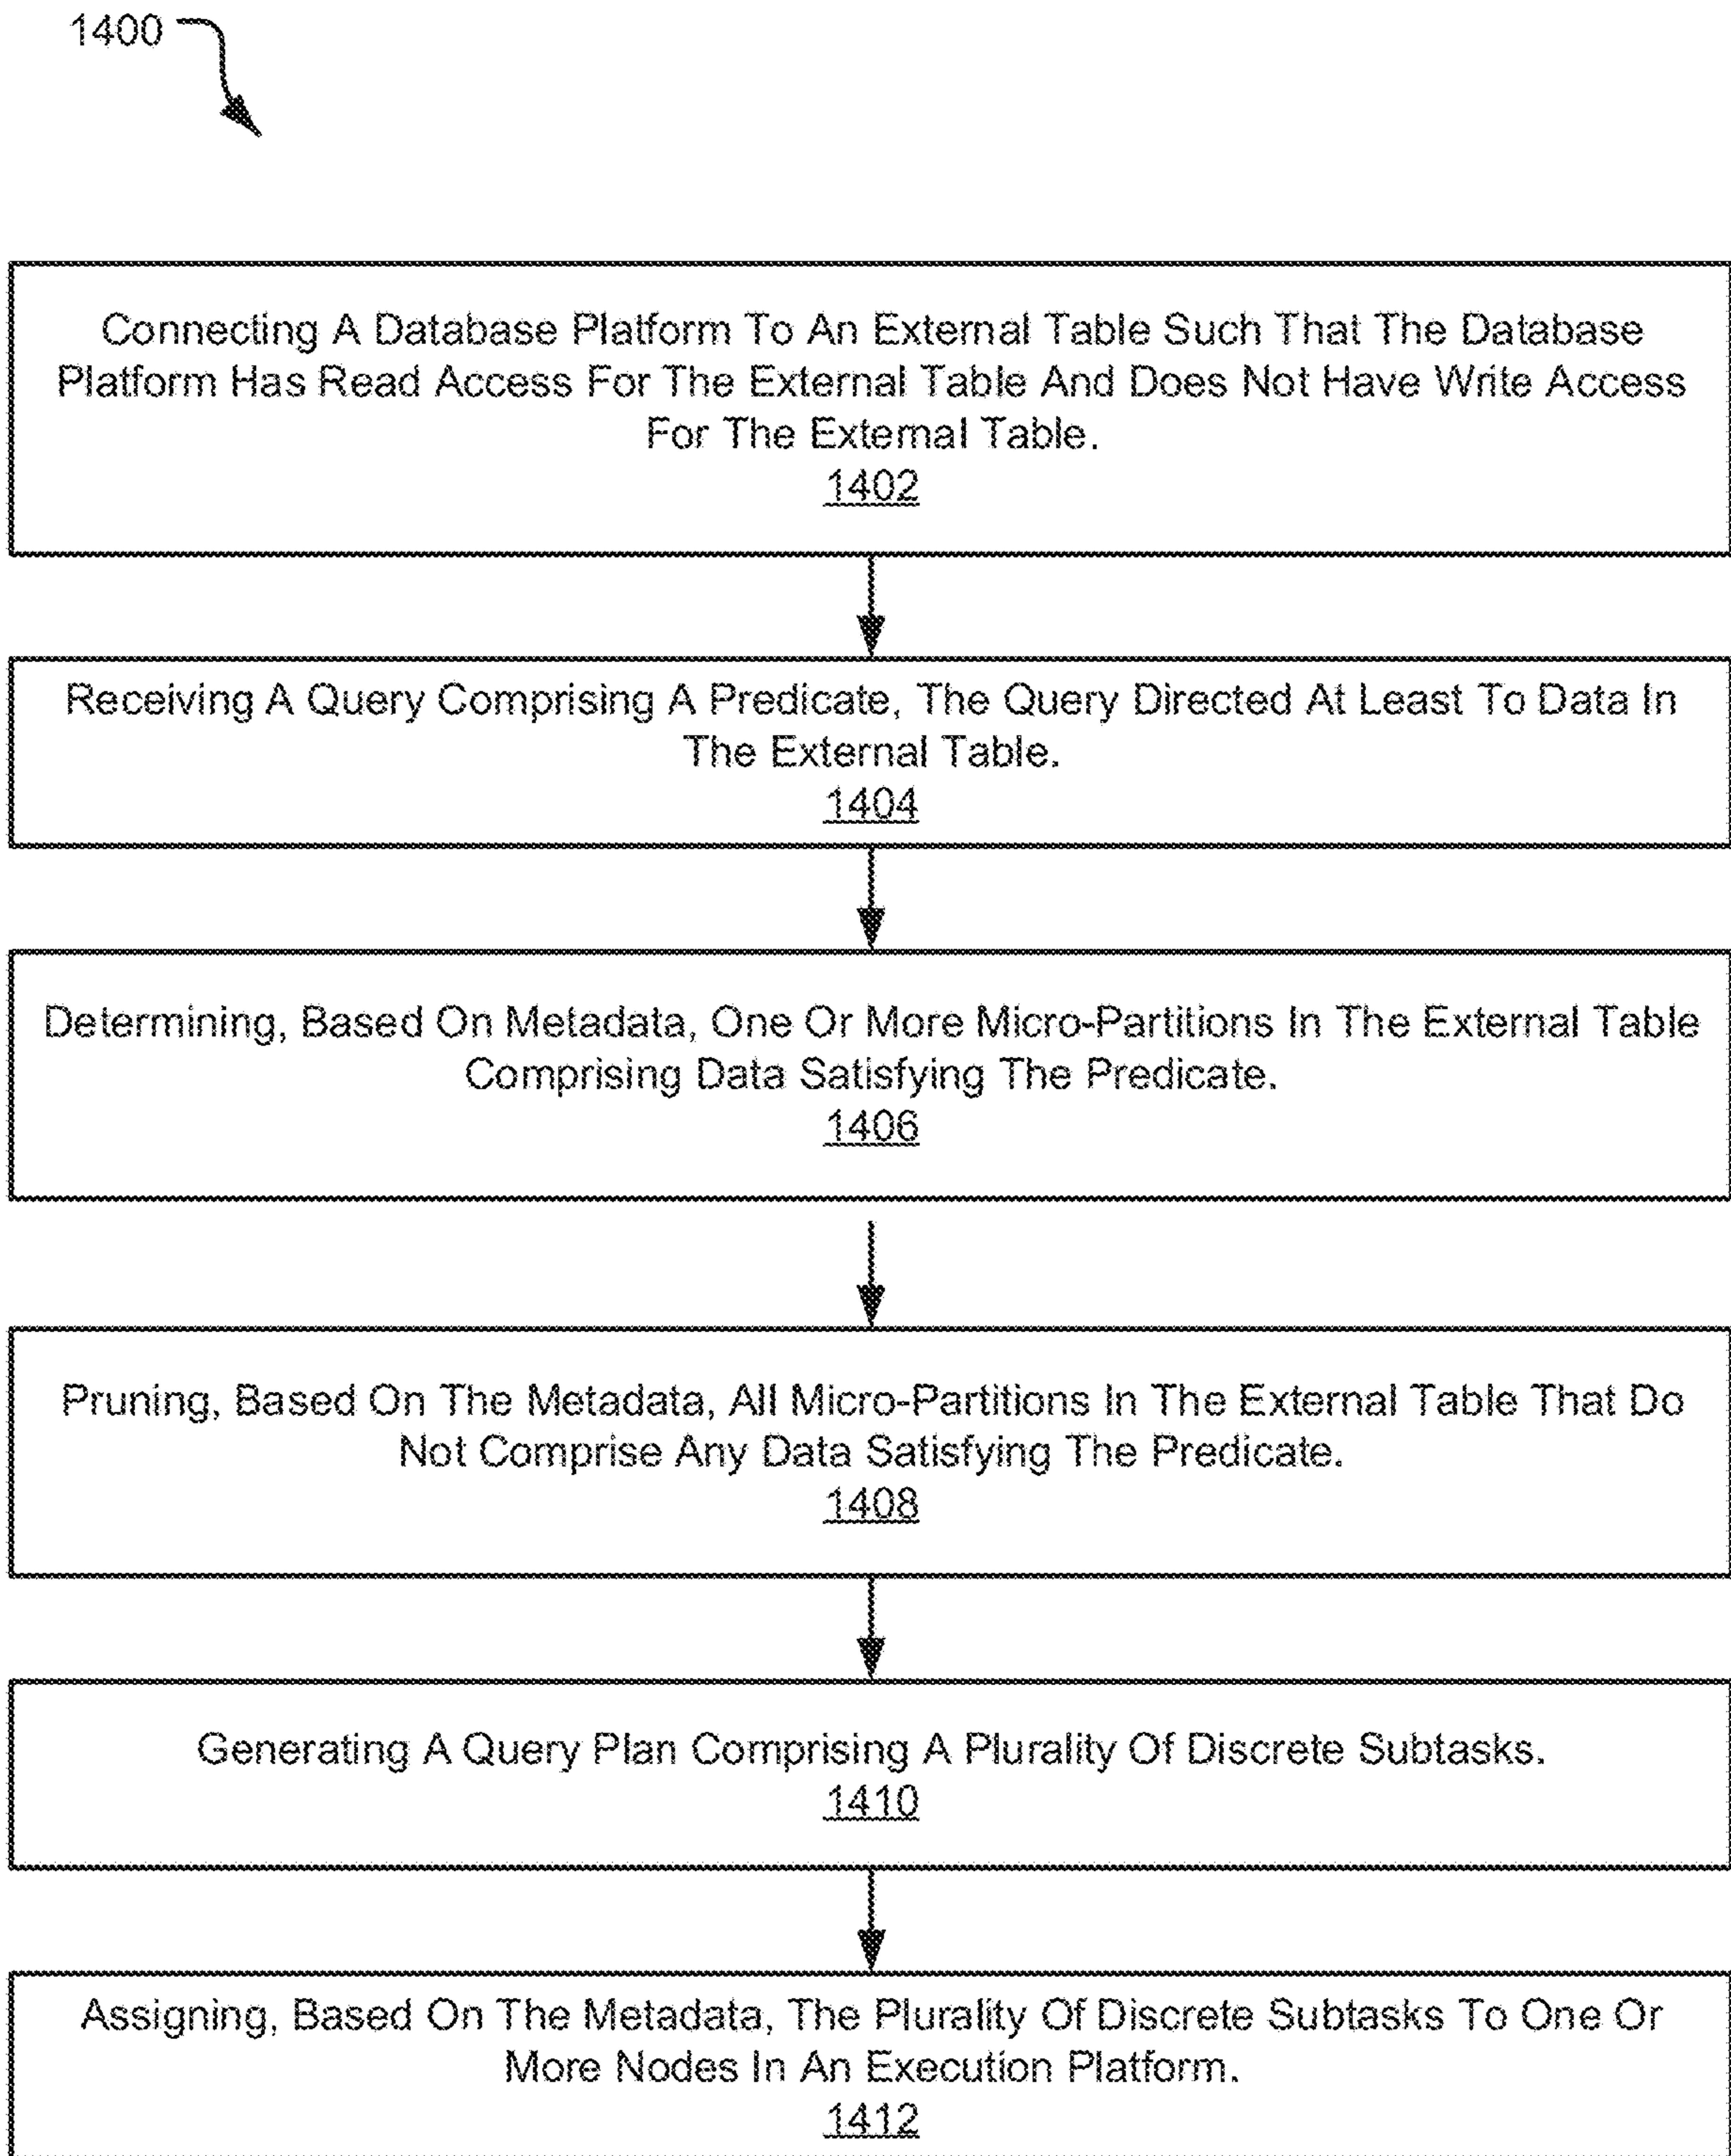 1400
Connecting A Database Platform To An External Table Such That The Database
Platform Has Read Access For The External Table And Does Not Have Write Access
For The External Table.
1402
Receiving A Query Comprising A Predicate, The Query Directed At Least To Data In
The External Table.
1404
Determining, Based On Metadata, One Or More Micro-Partitions In The External Table
Comprising Data Satisfying The Predicate.
1406
Pruning, Based On The Metadata, All Micro-Partitions In The External Table That Do
Not Comprise Any Data Satisfying The Predicate.
1408
Generating A Query Plan Comprising A Plurality Of Discrete Subtasks.
1410
Assigning, Based On The Metadata, The Plurality Of Discrete Subtasks To One Or
More Nodes In An Execution Platform.
1412